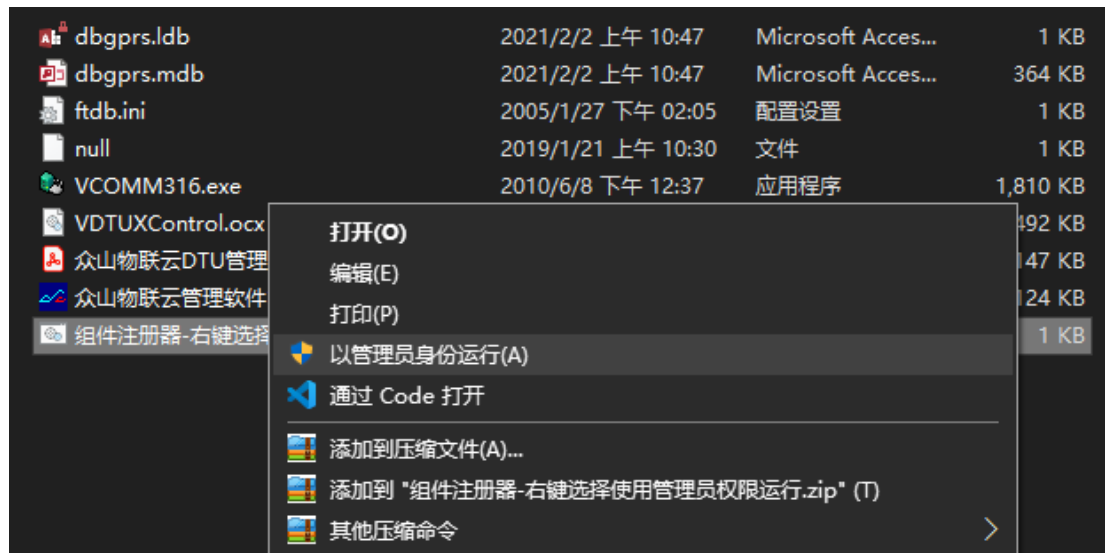 dbgprs.ldb 2021/2/2 上午 10:47 Microsoft Acces... 1 KB
dbgprs.mdb 2021/2/2 上午 10:47 Microsoft Acces... 364 KB
ftdb.ini 2005/1/27 下午 02:05 配置设置 1 KB
null 2019/1/21 上午 10:30 文件 1 KB
VCOMM316.exe 2010/6/8 下午 12:37 应用程序 1,810 KB
VDTUXControl.ocx 492 KB
众山物联云DTU管理 147 KB
众山物联云管理软件 124 KB
组件注册器-右键选择 1 KB
打开(O)
编辑(E)
打印(P)
以管理员身份运行(A)
通过 Code 打开
添加到压缩文件(A)...
添加到 "组件注册器-右键选择使用管理员权限运行.zip" (T)
其他压缩命令